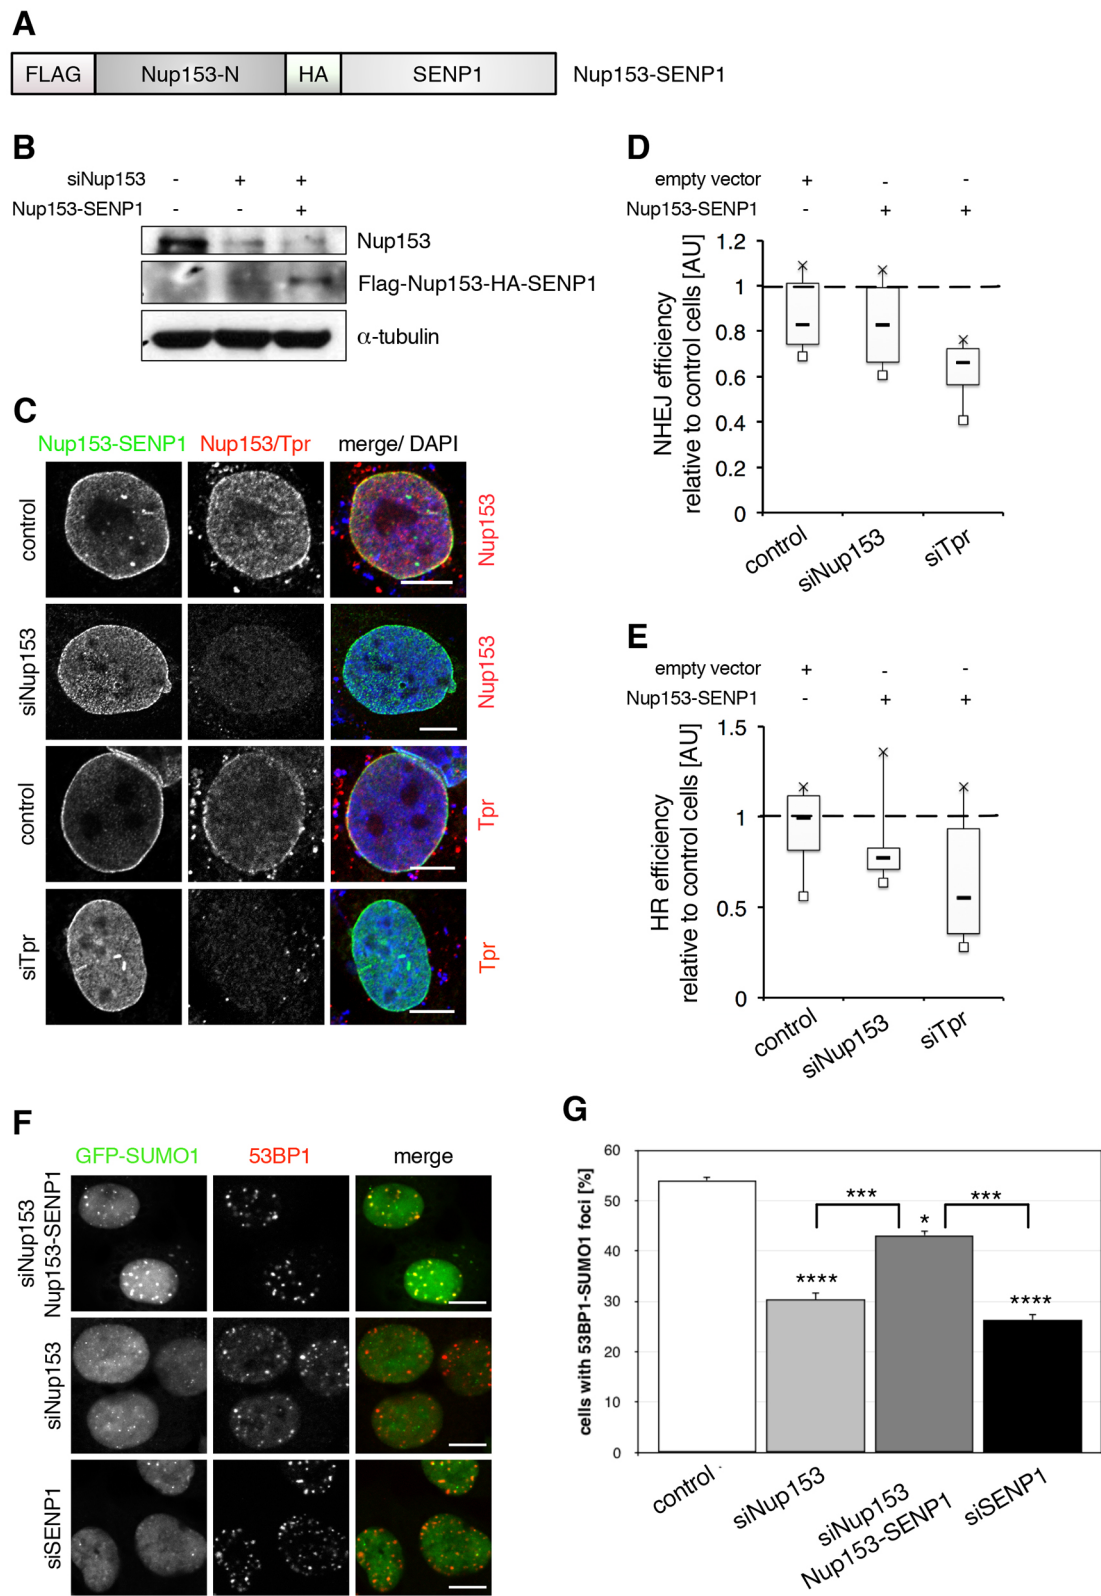 A
FLAG Nup153-N HA SENP1 Nup153-SENP1
B
siNup153 - + +
Nup153-SENP1 - - +
Nup153
Flag-Nup153-HA-SENP1
α-tubulin
C
Nup153-SENP1 Nup153/Tpr merge/ DAPI
control Nup153
siNup153 Nup153
control Tpr
siTpr Tpr
D
empty vector + - -
Nup153-SENP1 - + +
NHEJ efficiency
relative to control cells [AU]
1.2
1
0.8
0.6
0.4
0.2
0
control siNup153 siTpr
E
empty vector + - -
Nup153-SENP1 - + +
HR efficiency
relative to control cells [AU]
1.5
1
0.5
0
control siNup153 siTpr
F
GFP-SUMO1 53BP1 merge
siNup153
Nup153-SENP1
siNup153
siSENP1
G
cells with 53BP1-SUMO1 foci [%]
60
50
40
30
20
10
0
*** ***
*
**** ****
control siNup153 siNup153 siSENP1
Nup153-SENP1